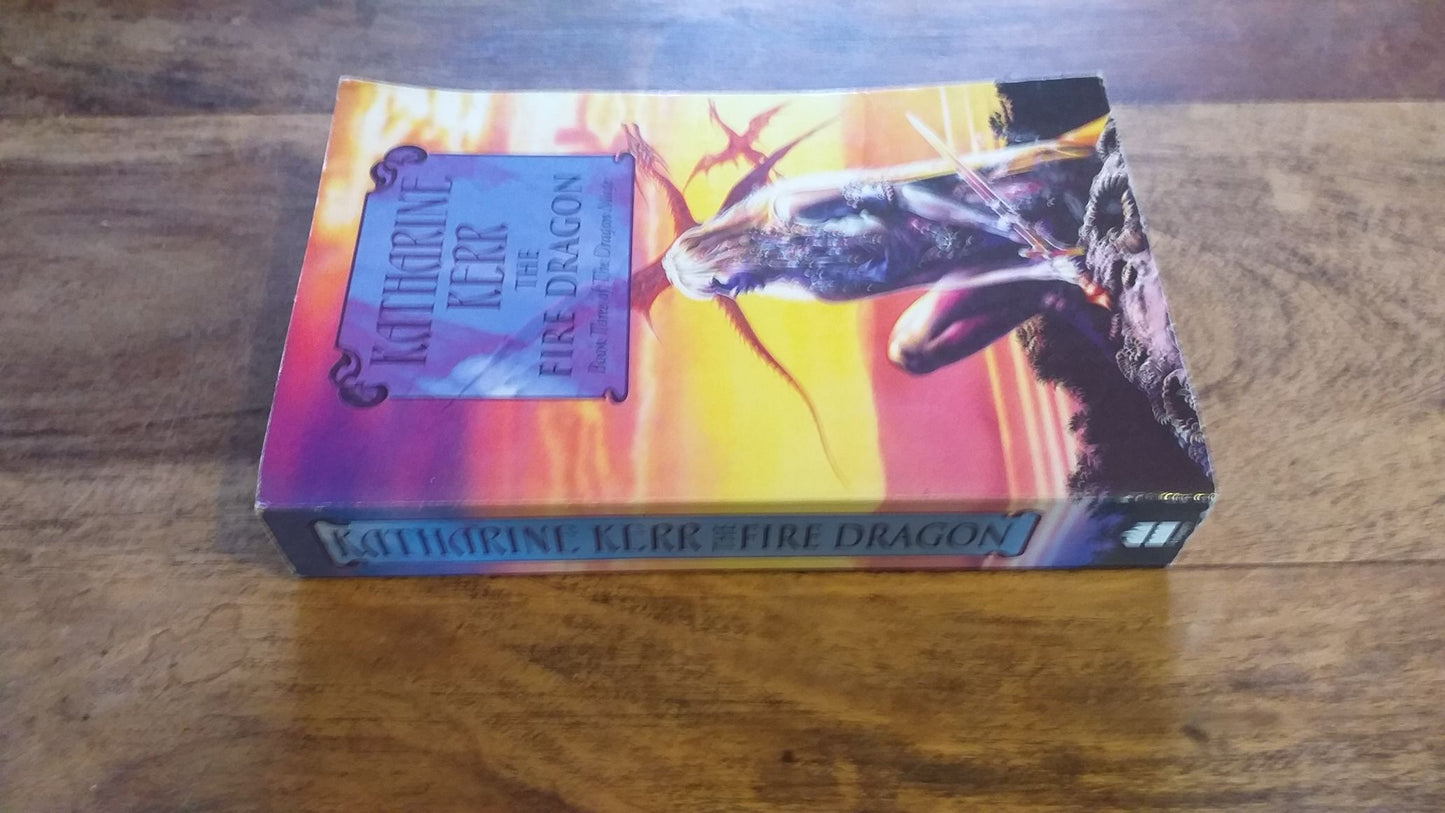 KATHARINE
KERR
THE
FIRE DRAGON
Book Three of The Dragon Mage
KATHARINE KERR THE FIRE DRAGON